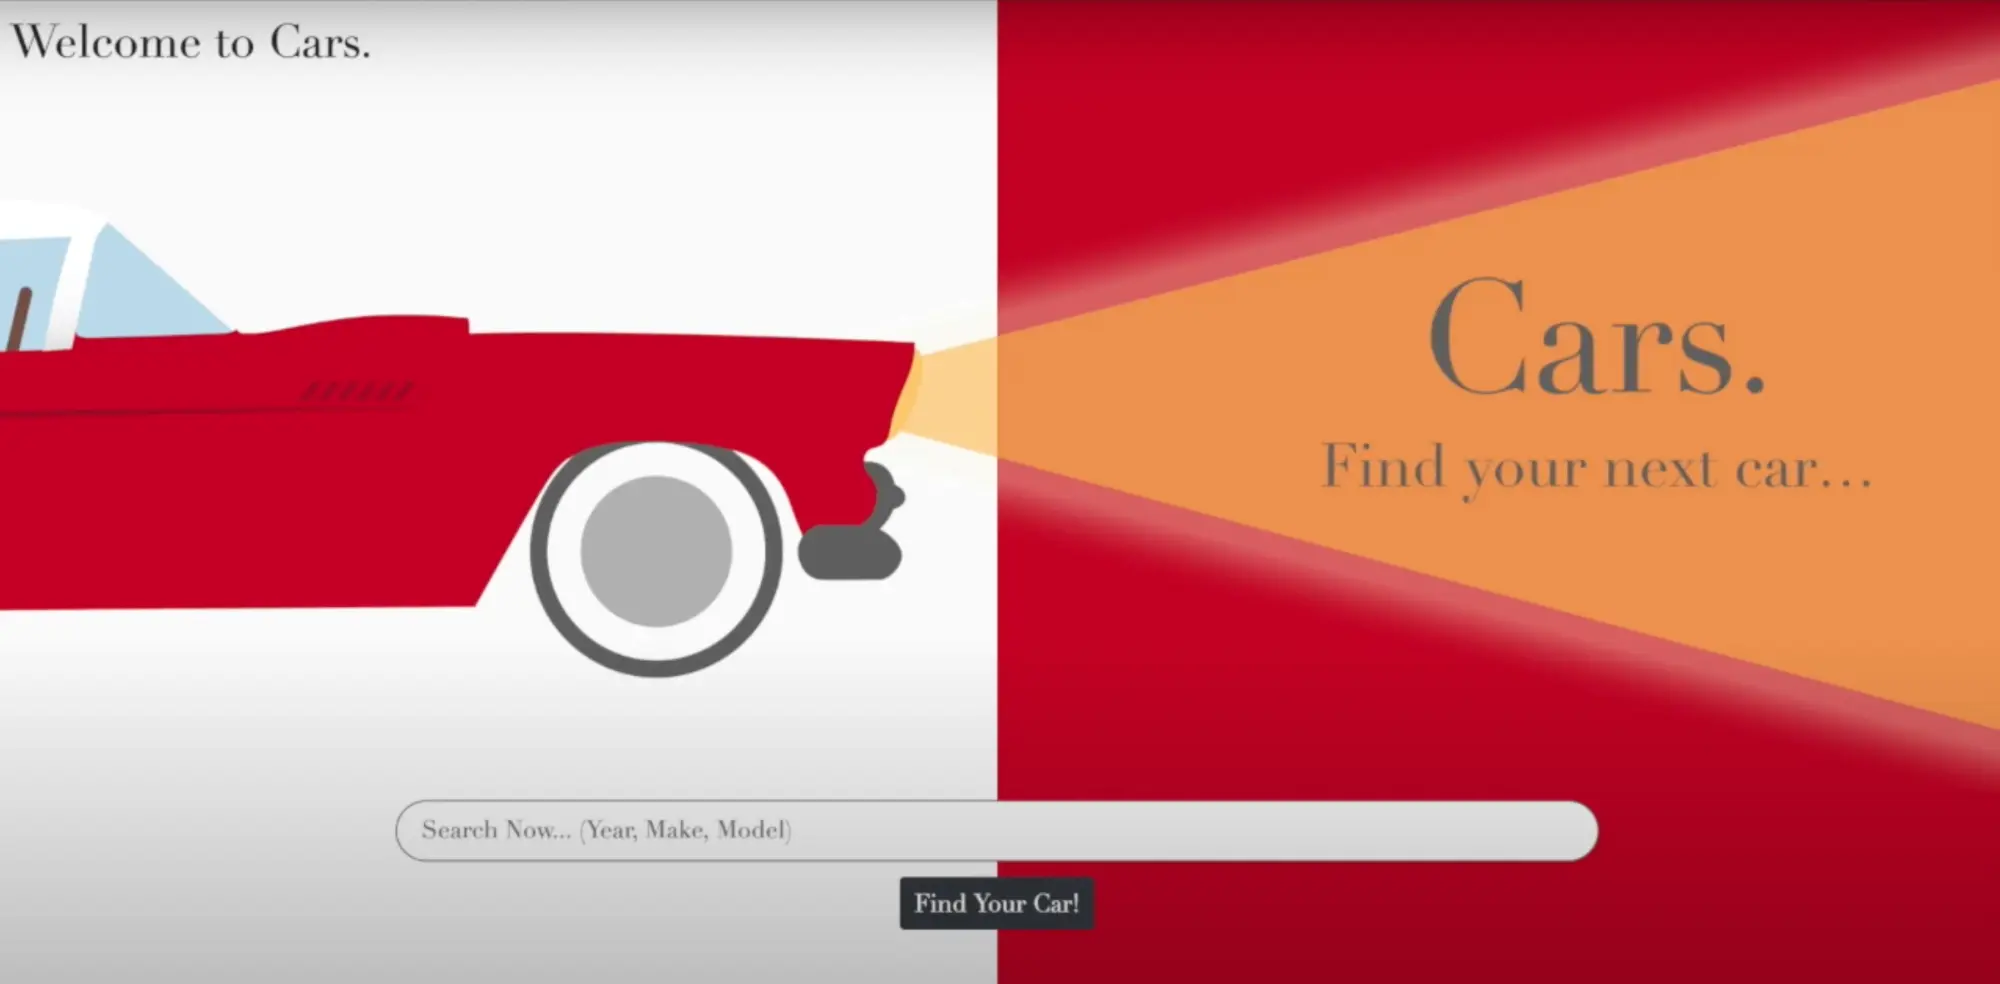 Welcome to Cars.
Cars.
Find your next car...
Search Now... (Year, Make, Model)
Find Your Car!